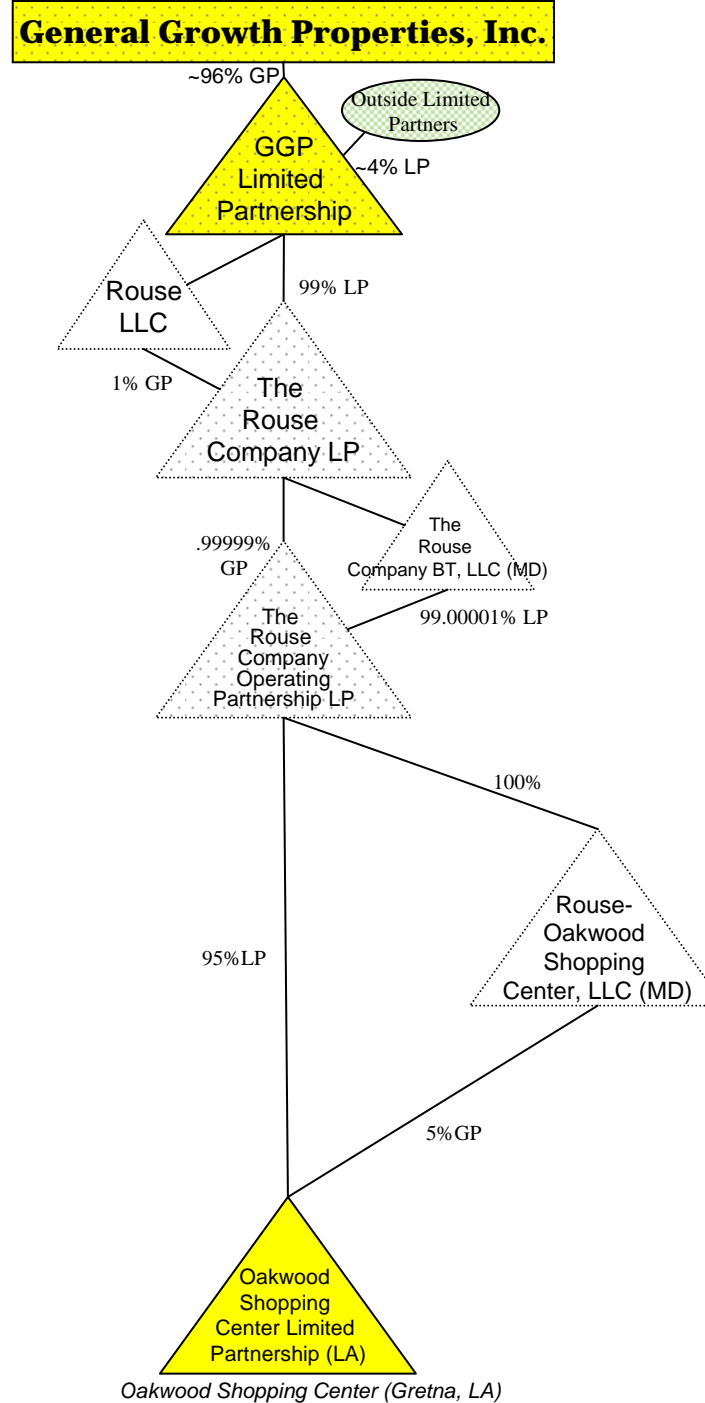 General Growth Properties, Inc.
~96% GP
Outside Limited
Partners
GGP
Limited
Partnership
~4% LP
Rouse
LLC
99% LP
1% GP
The
Rouse
Company LP
.99999%
GP
The
Rouse
Company BT, LLC (MD)
99.00001% LP
The
Rouse
Company
Operating
Partnership LP
100%
Rouse-
Oakwood
Shopping
Center, LLC (MD)
95%LP
5%GP
Oakwood
Shopping
Center Limited
Partnership (LA)
Oakwood Shopping Center (Gretna, LA)